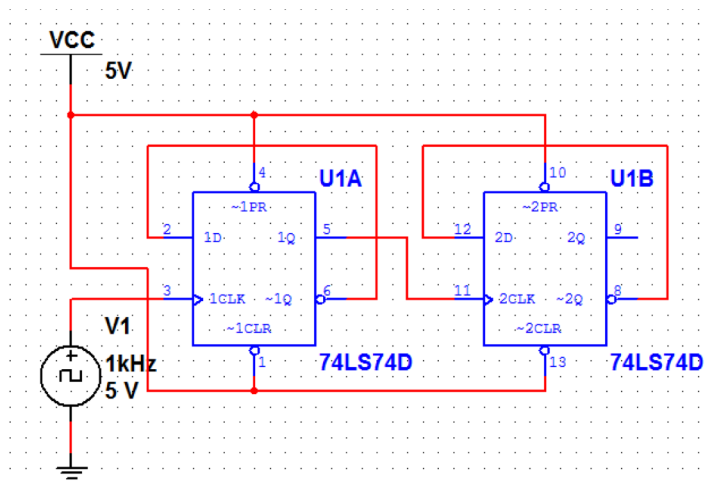 VCC
5V
4
U1A
10
U1B
~1PR
~2PR
2
1D
1Q
5
12
2D
2Q
9
3
1CLK
~1Q
6
11
2CLK
~2Q
8
~1CLR
~2CLR
V1
1kHz
5 V
1
74LS74D
13
74LS74D